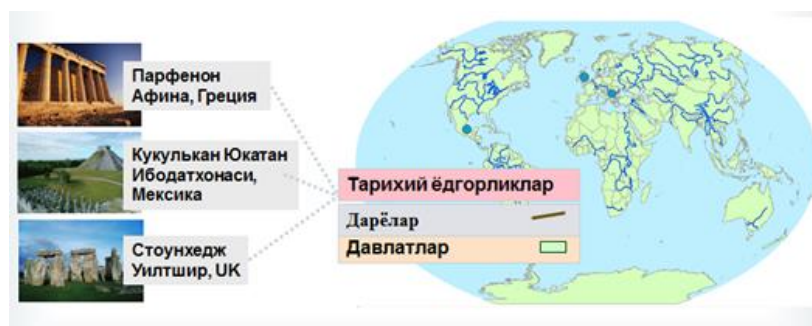 Парфенон
Афина, Греция
Кукулькан Юкатан
Ибодатхонаси,
Мексика
Стоунхедж
Уилтшир, UK
Тарихий ёдгорликлар
Дарёлар
Давлатлар